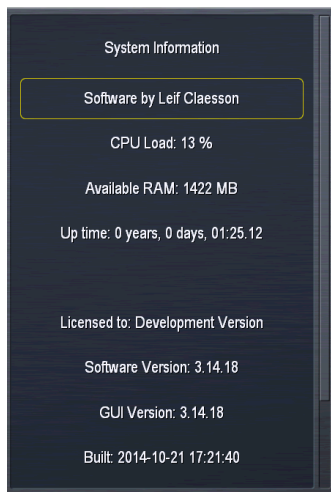 System Information
Software by Leif Claesson
CPU Load: 13 %
Available RAM: 1422 MB
Up time: 0 years, 0 days, 01:25.12
Licensed to: Development Version
Software Version: 3.14.18
GUI Version: 3.14.18
Built: 2014-10-21 17:21:40